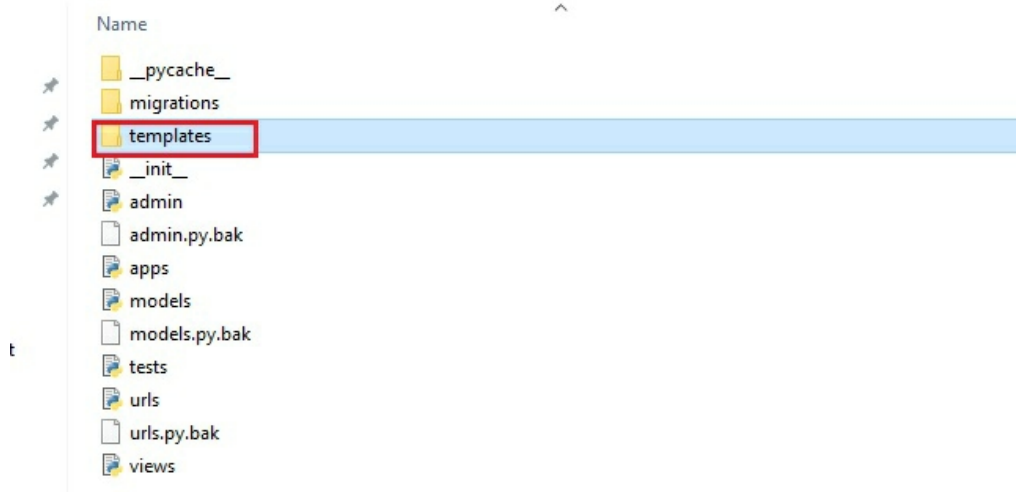 Name
__pycache__
migrations
templates
__init__
admin
admin.py.bak
apps
models
models.py.bak
t
tests
urls
urls.py.bak
views